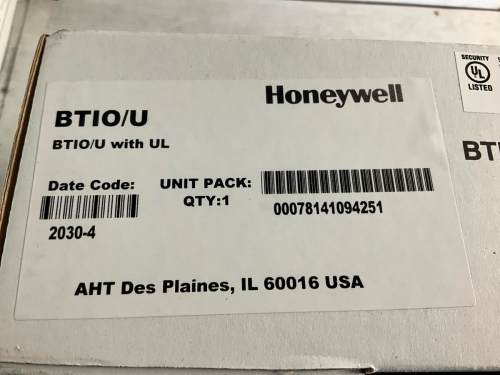 Honeywell
BTIO/U
BTIO/U with UL
Date Code:
2030-4
UNIT PACK:
QTY:1
00078141094251
AHT Des Plaines, IL 60016 USA
SECURITY
UL
LISTED
BTI